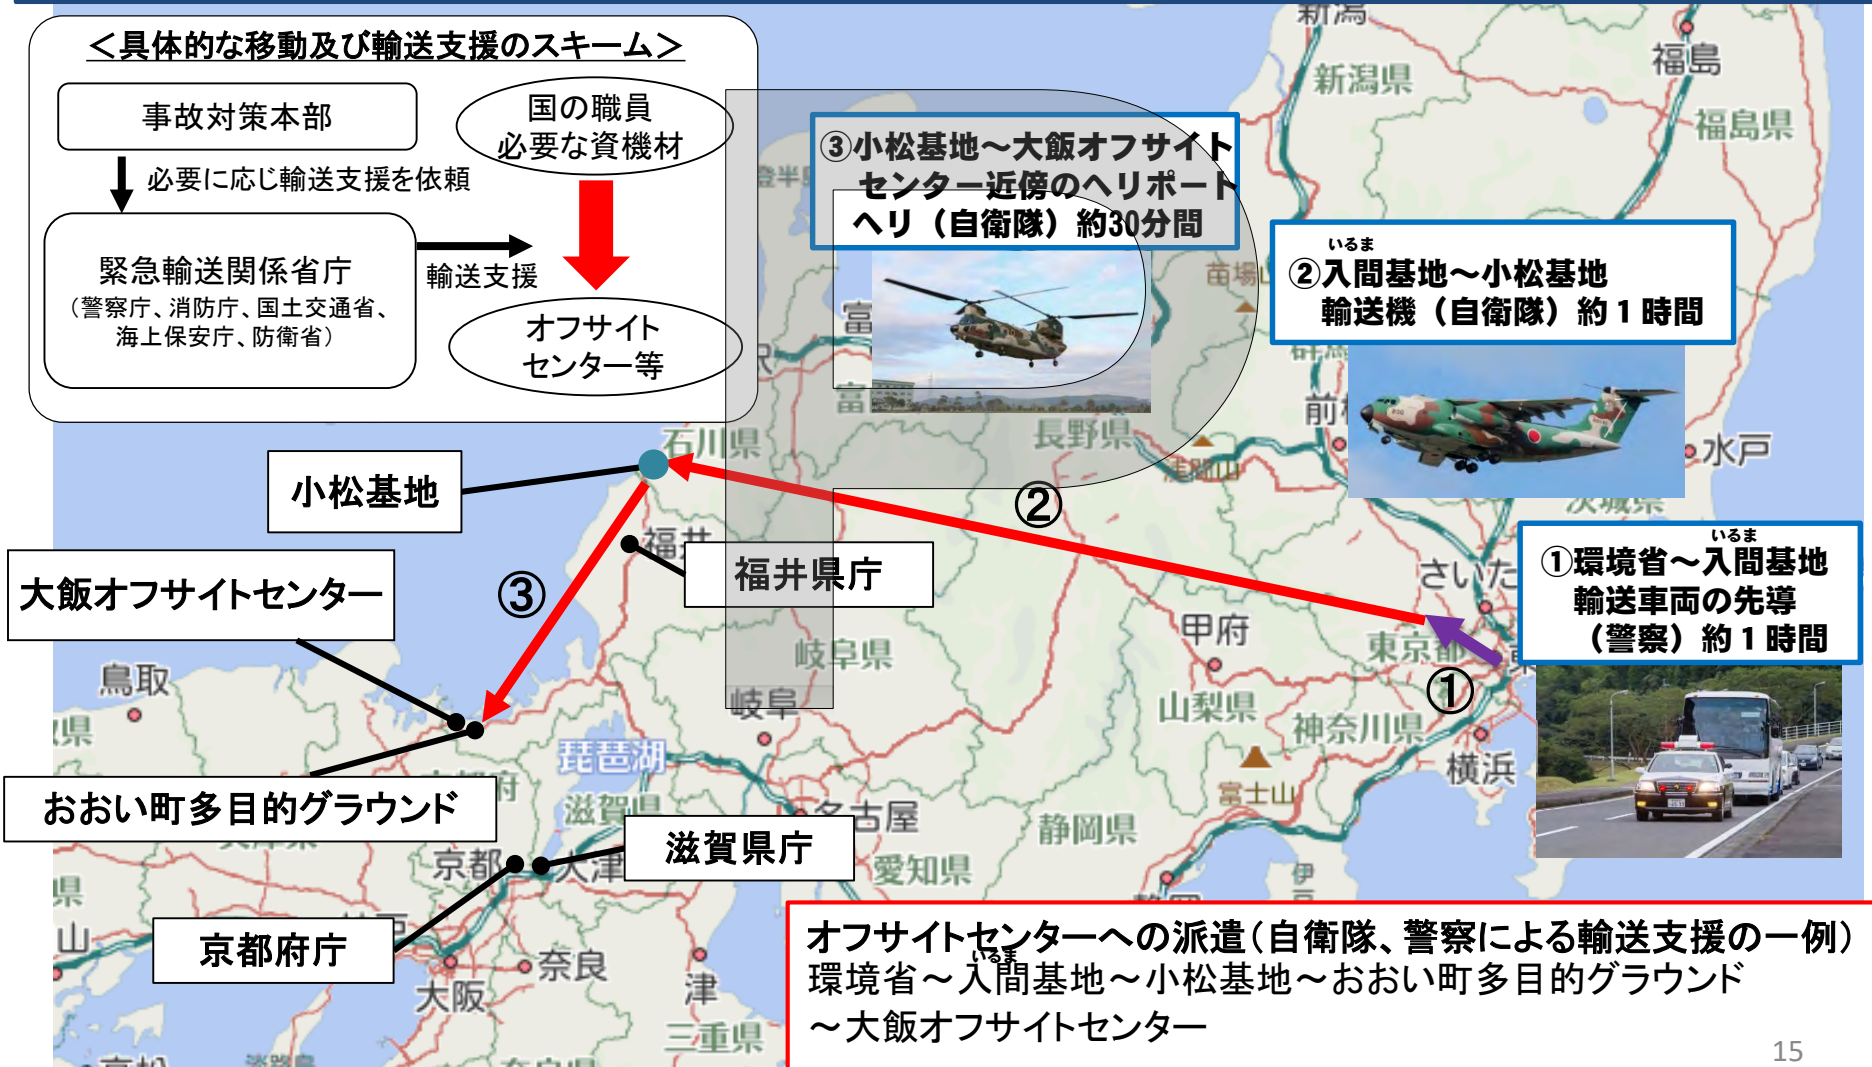 ＜具体的な移動及び輸送支援のスキーム＞
事故対策本部
国の職員
必要な資機材
必要に応じ輸送支援を依頼
緊急輸送関係省庁
（警察庁、消防庁、国土交通省、
海上保安庁、防衛省）
輸送支援
オフサイト
センター等
③小松基地～大飯オフサイト
センター近傍のヘリポート
ヘリ（自衛隊）約30分間
いるま
②入間基地～小松基地
輸送機（自衛隊）約１時間
いるま
①環境省～入間基地
輸送車両の先導
（警察）約１時間
小松基地
大飯オフサイトセンター
福井県庁
おおい町多目的グラウンド
滋賀県庁
京都府庁
①
②
③
新潟
新潟県
福島
福島県
苗場山
石川県
長野県
浅間山
水戸
茨城県
福井
さいた
甲府
東京都
岐阜県
岐阜
山梨県
神奈川県
横浜
富士山
鳥取
琵琶湖
滋賀県
名古屋
静岡県
愛知県
京都
大津
奈良
大阪
津
三重県
オフサイトセンターへの派遣（自衛隊、警察による輸送支援の一例）
いるま
環境省～入間基地～小松基地～おおい町多目的グラウンド
～大飯オフサイトセンター
15